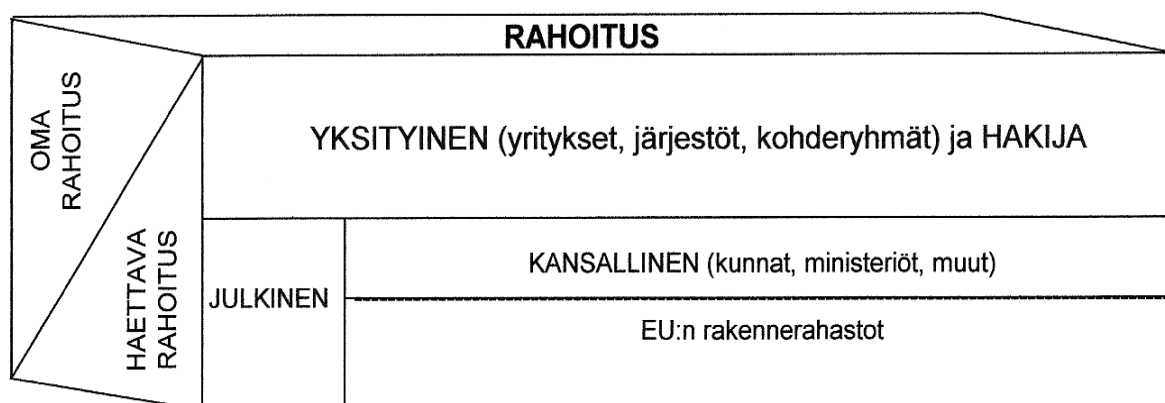 RAHOITUS
OMA
RAHOITUS
YKSITYINEN (yritykset, järjestöt, kohderyhmät) ja HAKIJA
HAETTAVA
RAHOITUS
JULKINEN
KANSALLINEN (kunnat, ministeriöt, muut)
EU:n rakennerahastot